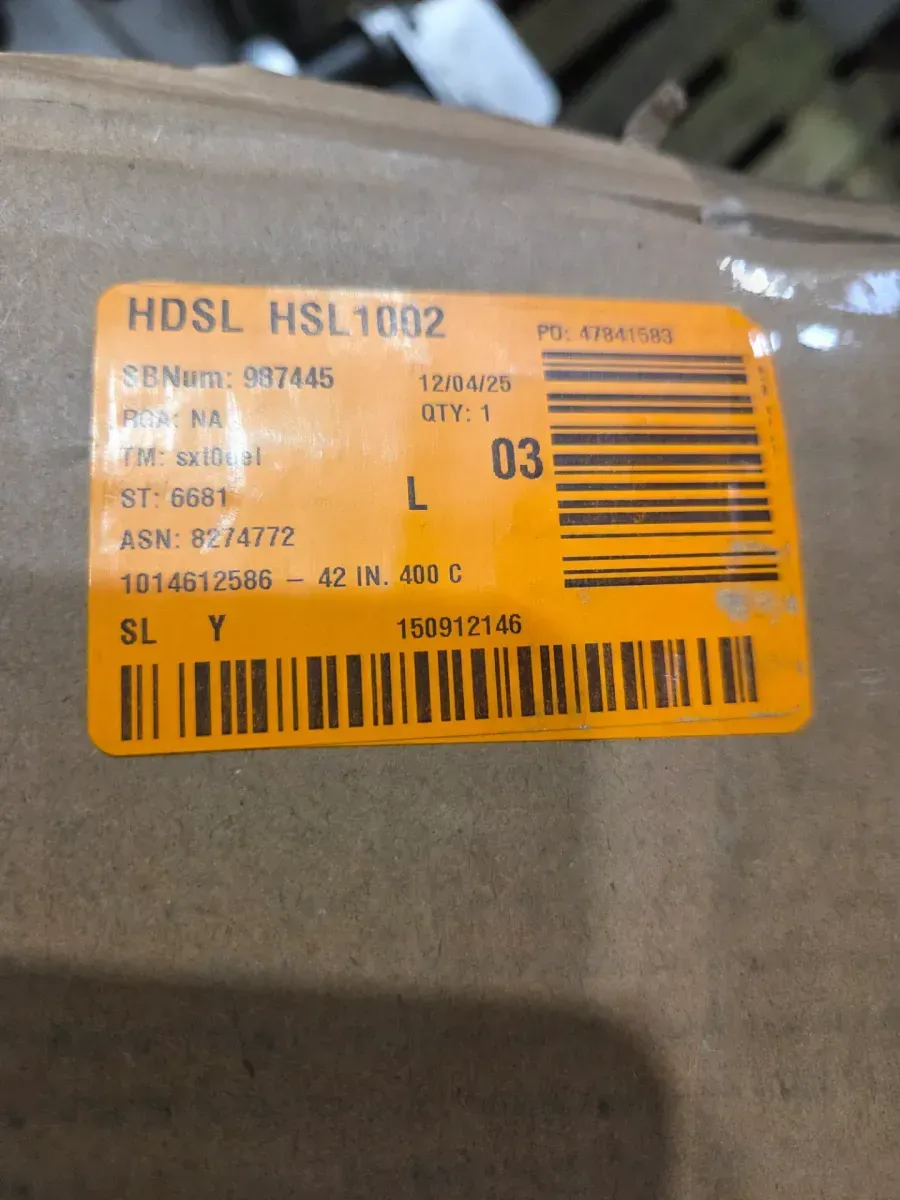 HDSL HSL1002
PO: 47841583
SBNum: 987445
12/04/25
RGA: NA
QTY: 1
TM:
03
ST: 6681
L
ASN: 8274772
1014612586 – 42 IN. 400 C
SL Y 150912146